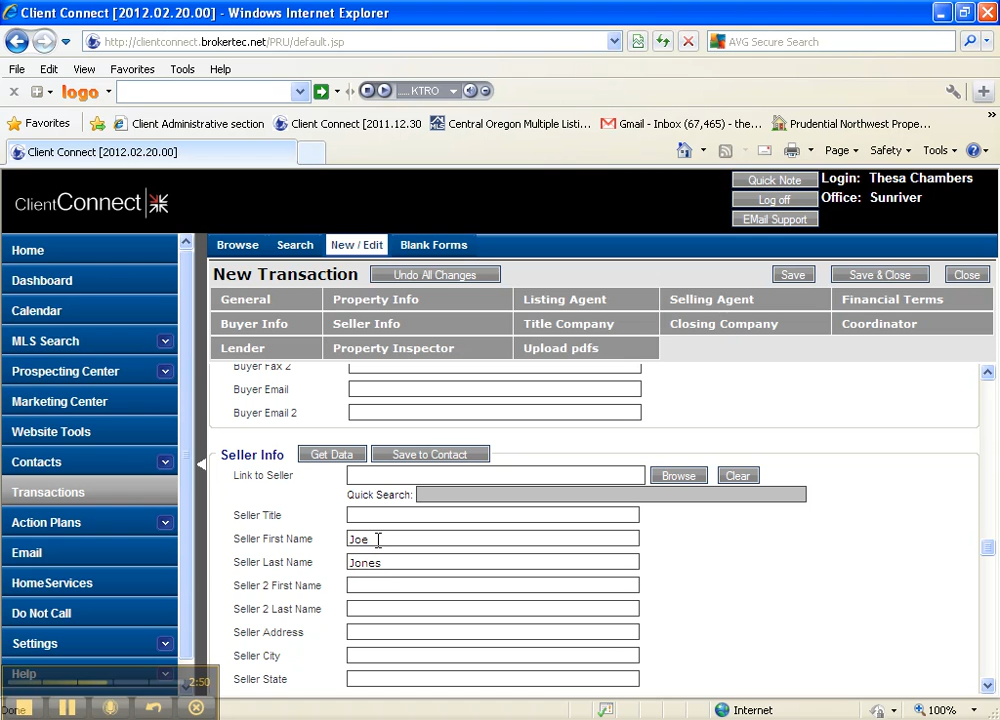 Client Connect [2012.02.20.00] - Windows Internet Explorer
http://clientconnect.brokertec.net/PRU/default.jsp
AVG Secure Search
File Edit View Favorites Tools Help
logo
..... KTRO
Favorites Client Administrative section Client Connect [2011.12.30 Central Oregon Multiple Listi... Gmail - Inbox (67,465) - the... Prudential Northwest Prope...
Client Connect [2012.02.20.00]
Page Safety Tools
ClientConnect
Quick Note
Log off
EMail Support
Login: Thesa Chambers
Office: Sunriver
Home
Dashboard
Calendar
MLS Search
Prospecting Center
Marketing Center
Website Tools
Contacts
Transactions
Action Plans
Email
HomeServices
Do Not Call
Settings
Help
Browse Search New / Edit Blank Forms
New Transaction Undo All Changes Save Save & Close Close
General Property Info Listing Agent Selling Agent Financial Terms
Buyer Info Seller Info Title Company Closing Company Coordinator
Lender Property Inspector Upload pdfs
Buyer Fax 2
Buyer Email
Buyer Email 2
Seller Info Get Data Save to Contact
Link to Seller Browse Clear
Quick Search:
Seller Title
Seller First Name Joe
Seller Last Name Jones
Seller 2 First Name
Seller 2 Last Name
Seller Address
Seller City
Seller State
2:50
Done
Internet
100%